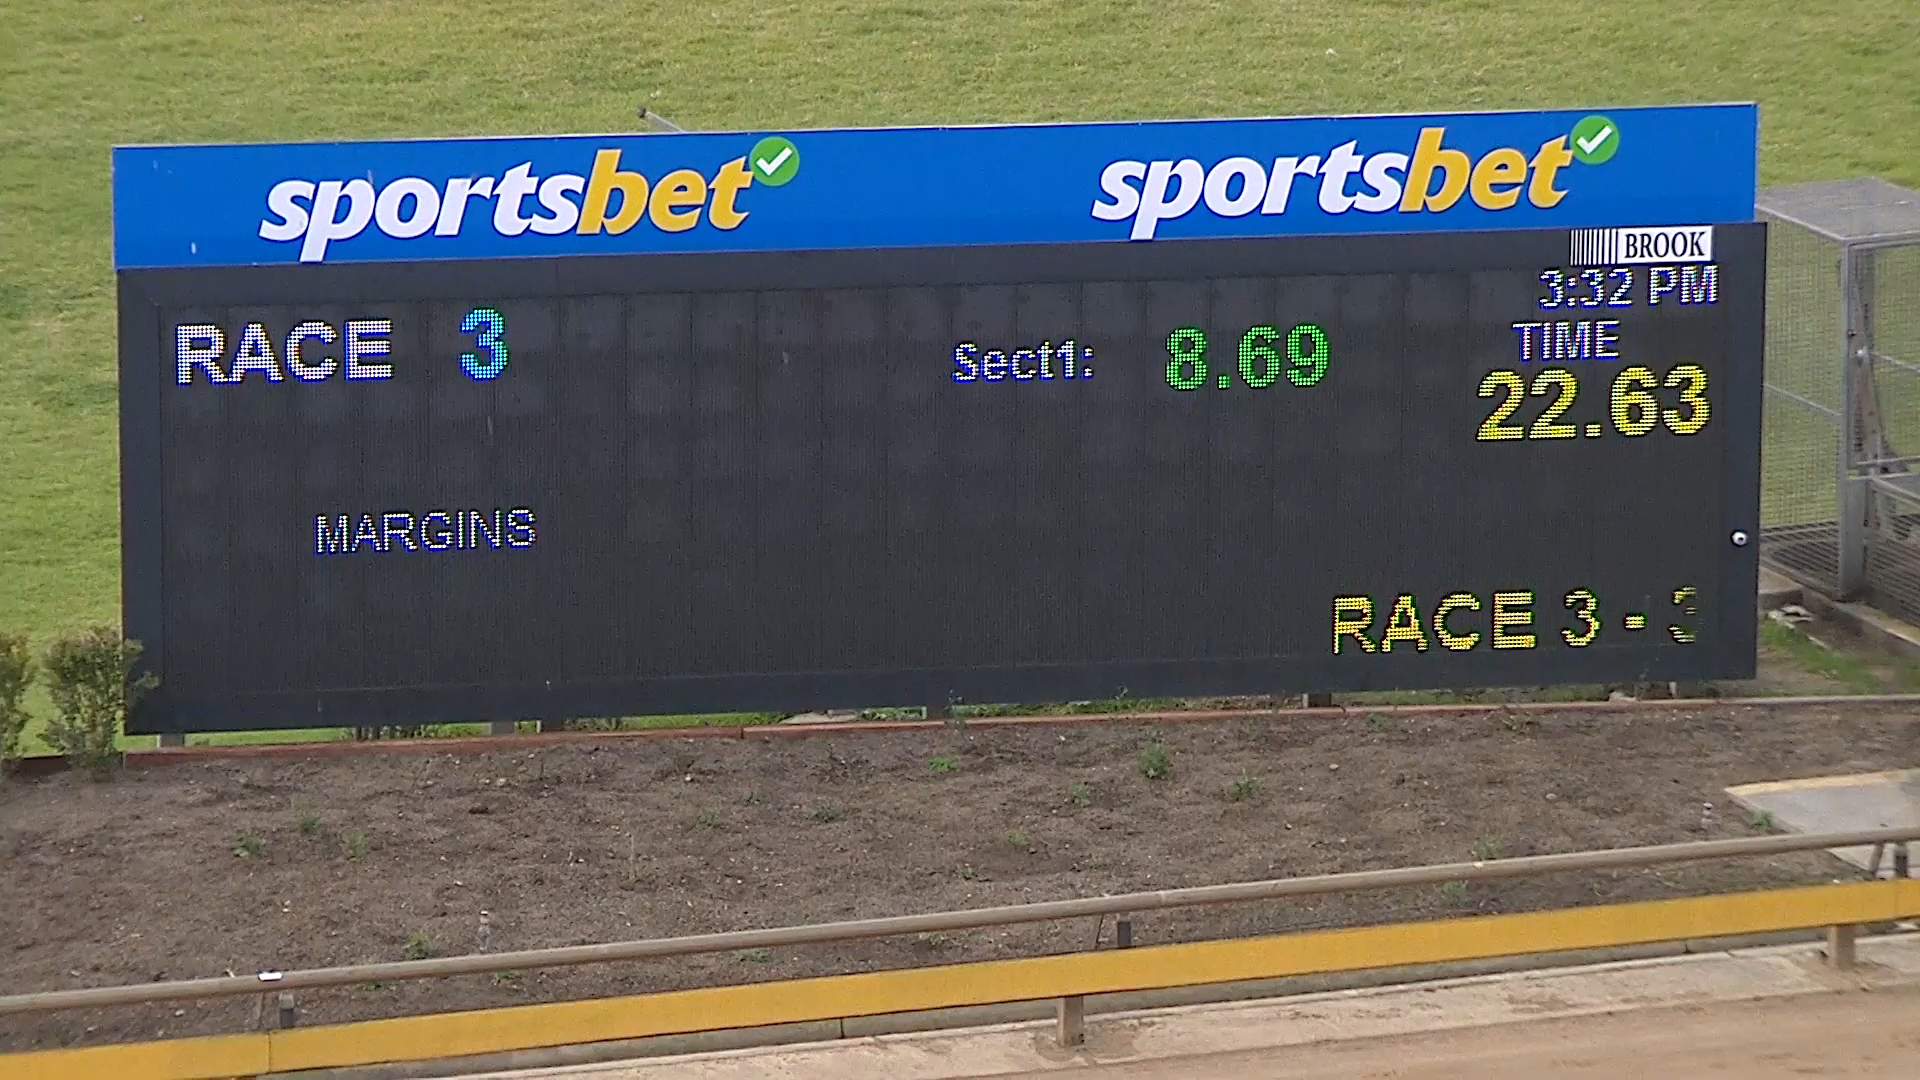 sportsbet sportsbet
BROOK
3:32 PM
RACE 3 Sect1: 8.69 TIME
22.63
MARGINS
RACE 3 - 3